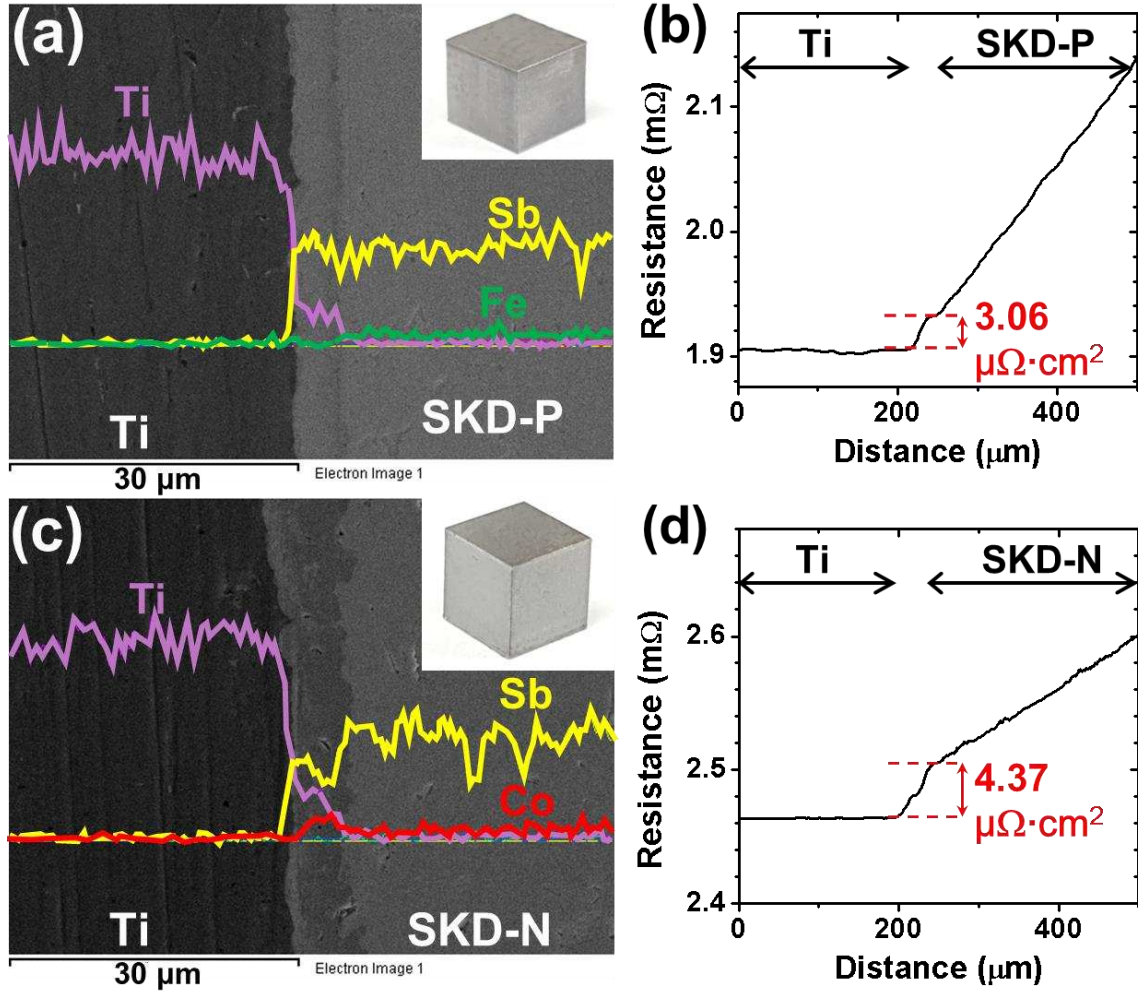 (a)
Ti
Sb
Fe
Ti
SKD-P
30 µm
Electron Image 1
(b)
Ti
SKD-P
Resistance (mΩ)
2.1
2.0
1.9
3.06
µΩ·cm²
0
200
400
Distance (µm)
(c)
Ti
Sb
Co
Ti
SKD-N
30 µm
Electron Image 1
(d)
Ti
SKD-N
Resistance (mΩ)
2.6
2.5
2.4
4.37
µΩ·cm²
0
200
400
Distance (µm)